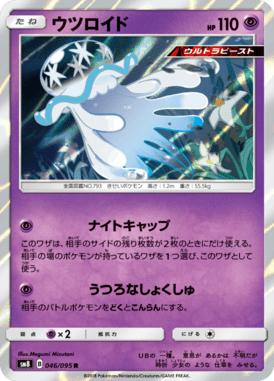 たね ウツロイド HP 110
ウルトラビースト
全国図鑑NO.793 きせいポケモン 高さ:1.2m 重さ:55.5kg
ナイトキャップ
このワザは、相手のサイドの残り枚数が2枚のときにだけ使える。
相手の場のポケモンが持っているワザを1つ選び、このワザとして
使う。
うつろなしょくしゅ
相手のバトルポケモンをどくとこんらんにする。
弱点 ×2 抵抗力 にげる
Illus. Megumi Mizutani
sm8 046/095 R
UBの一種。意思が あるかは 不明だが
時折 少女の ような 仕草を みせる。
©2018 Pokémon/Nintendo/Creatures/GAME FREAK.